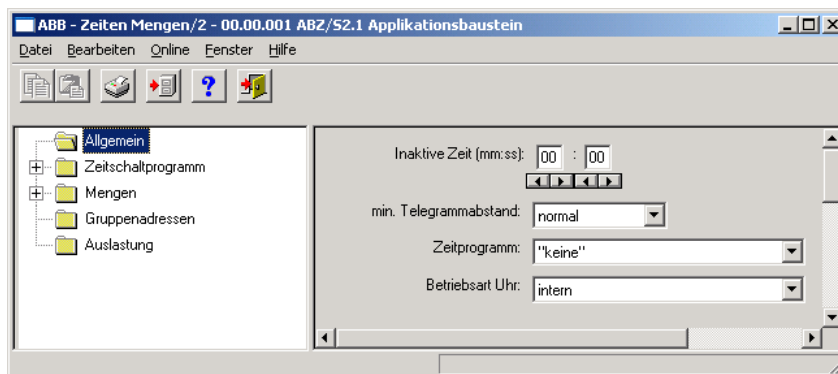 ABB - Zeiten Mengen/2 - 00.00.001 ABZ/S2.1 Applikationsbaustein
Datei Bearbeiten Online Fenster Hilfe
?
Allgemein
Zeitschaltprogramm
Mengen
Gruppenadressen
Auslastung
Inaktive Zeit (mm:ss): 00 : 00
min. Telegrammabstand: normal
Zeitprogramm: "keine"
Betriebsart Uhr: intern